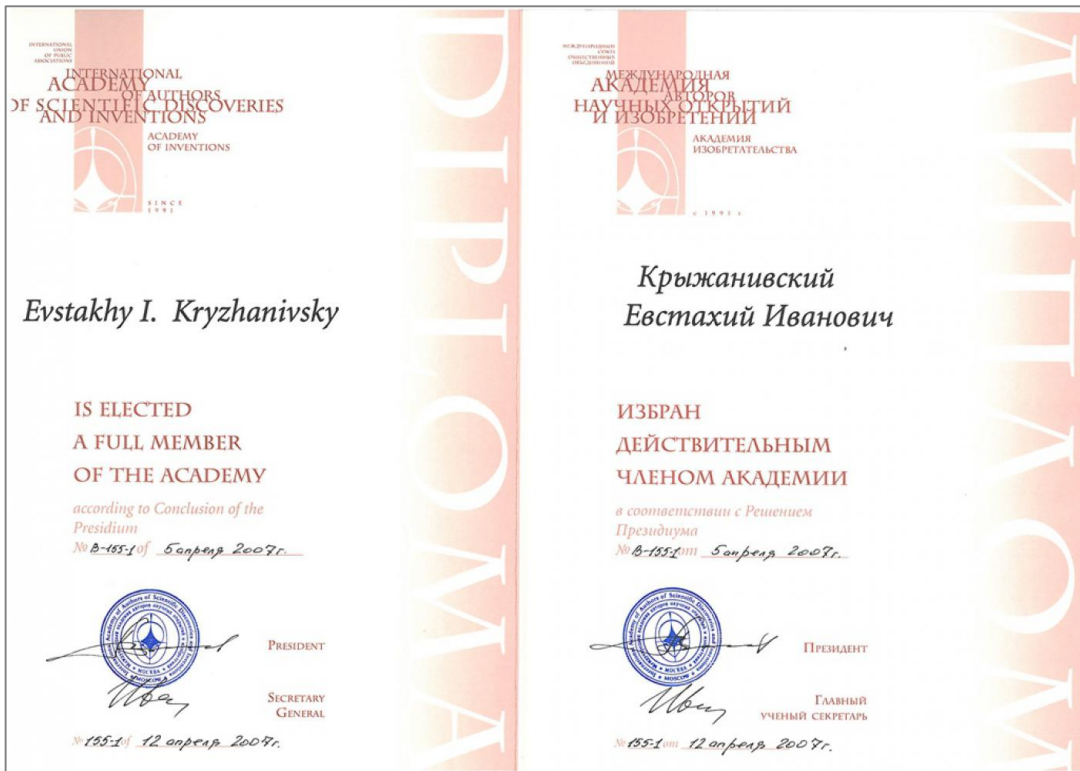 INTERNATIONAL
UNION
OF PUBLIC
ASSOCIATIONS
INTERNATIONAL
ACADEMY
OF AUTHORS
OF SCIENTIFIC DISCOVERIES
AND INVENTIONS
ACADEMY
OF INVENTIONS
SINCE
1991
Evstakhy I. Kryzhanivsky
IS ELECTED
A FULL MEMBER
OF THE ACADEMY
according to Conclusion of the
Presidium
№ В-155-1 of 5 апреля 2007г.
PRESIDENT
SECRETARY
GENERAL
№ 155-1 of 12 апреля 2007г.
DIPLOMA
МЕЖДУНАРОДНЫЙ
СОЮЗ
ОБЩЕСТВЕННЫХ
ОБЪЕДИНЕНИЙ
МЕЖДУНАРОДНАЯ
АКАДЕМИЯ
АВТОРОВ
НАУЧНЫХ ОТКРЫТИЙ
И ИЗОБРЕТЕНИЙ
АКАДЕМИЯ
ИЗОБРЕТАТЕЛЬСТВА
с 1991 г.
Крыжанивский
Евстахий Иванович
ИЗБРАН
ДЕЙСТВИТЕЛЬНЫМ
ЧЛЕНОМ АКАДЕМИИ
в соответствии с Решением
Президиума
№ В-155-1 от 5 апреля 2007г.
ПРЕЗИДЕНТ
ГЛАВНЫЙ
УЧЕНЫЙ СЕКРЕТАРЬ
№ 155-1 от 12 апреля 2007г.
ДИПЛОМ
МОСКВА
MOSCOW